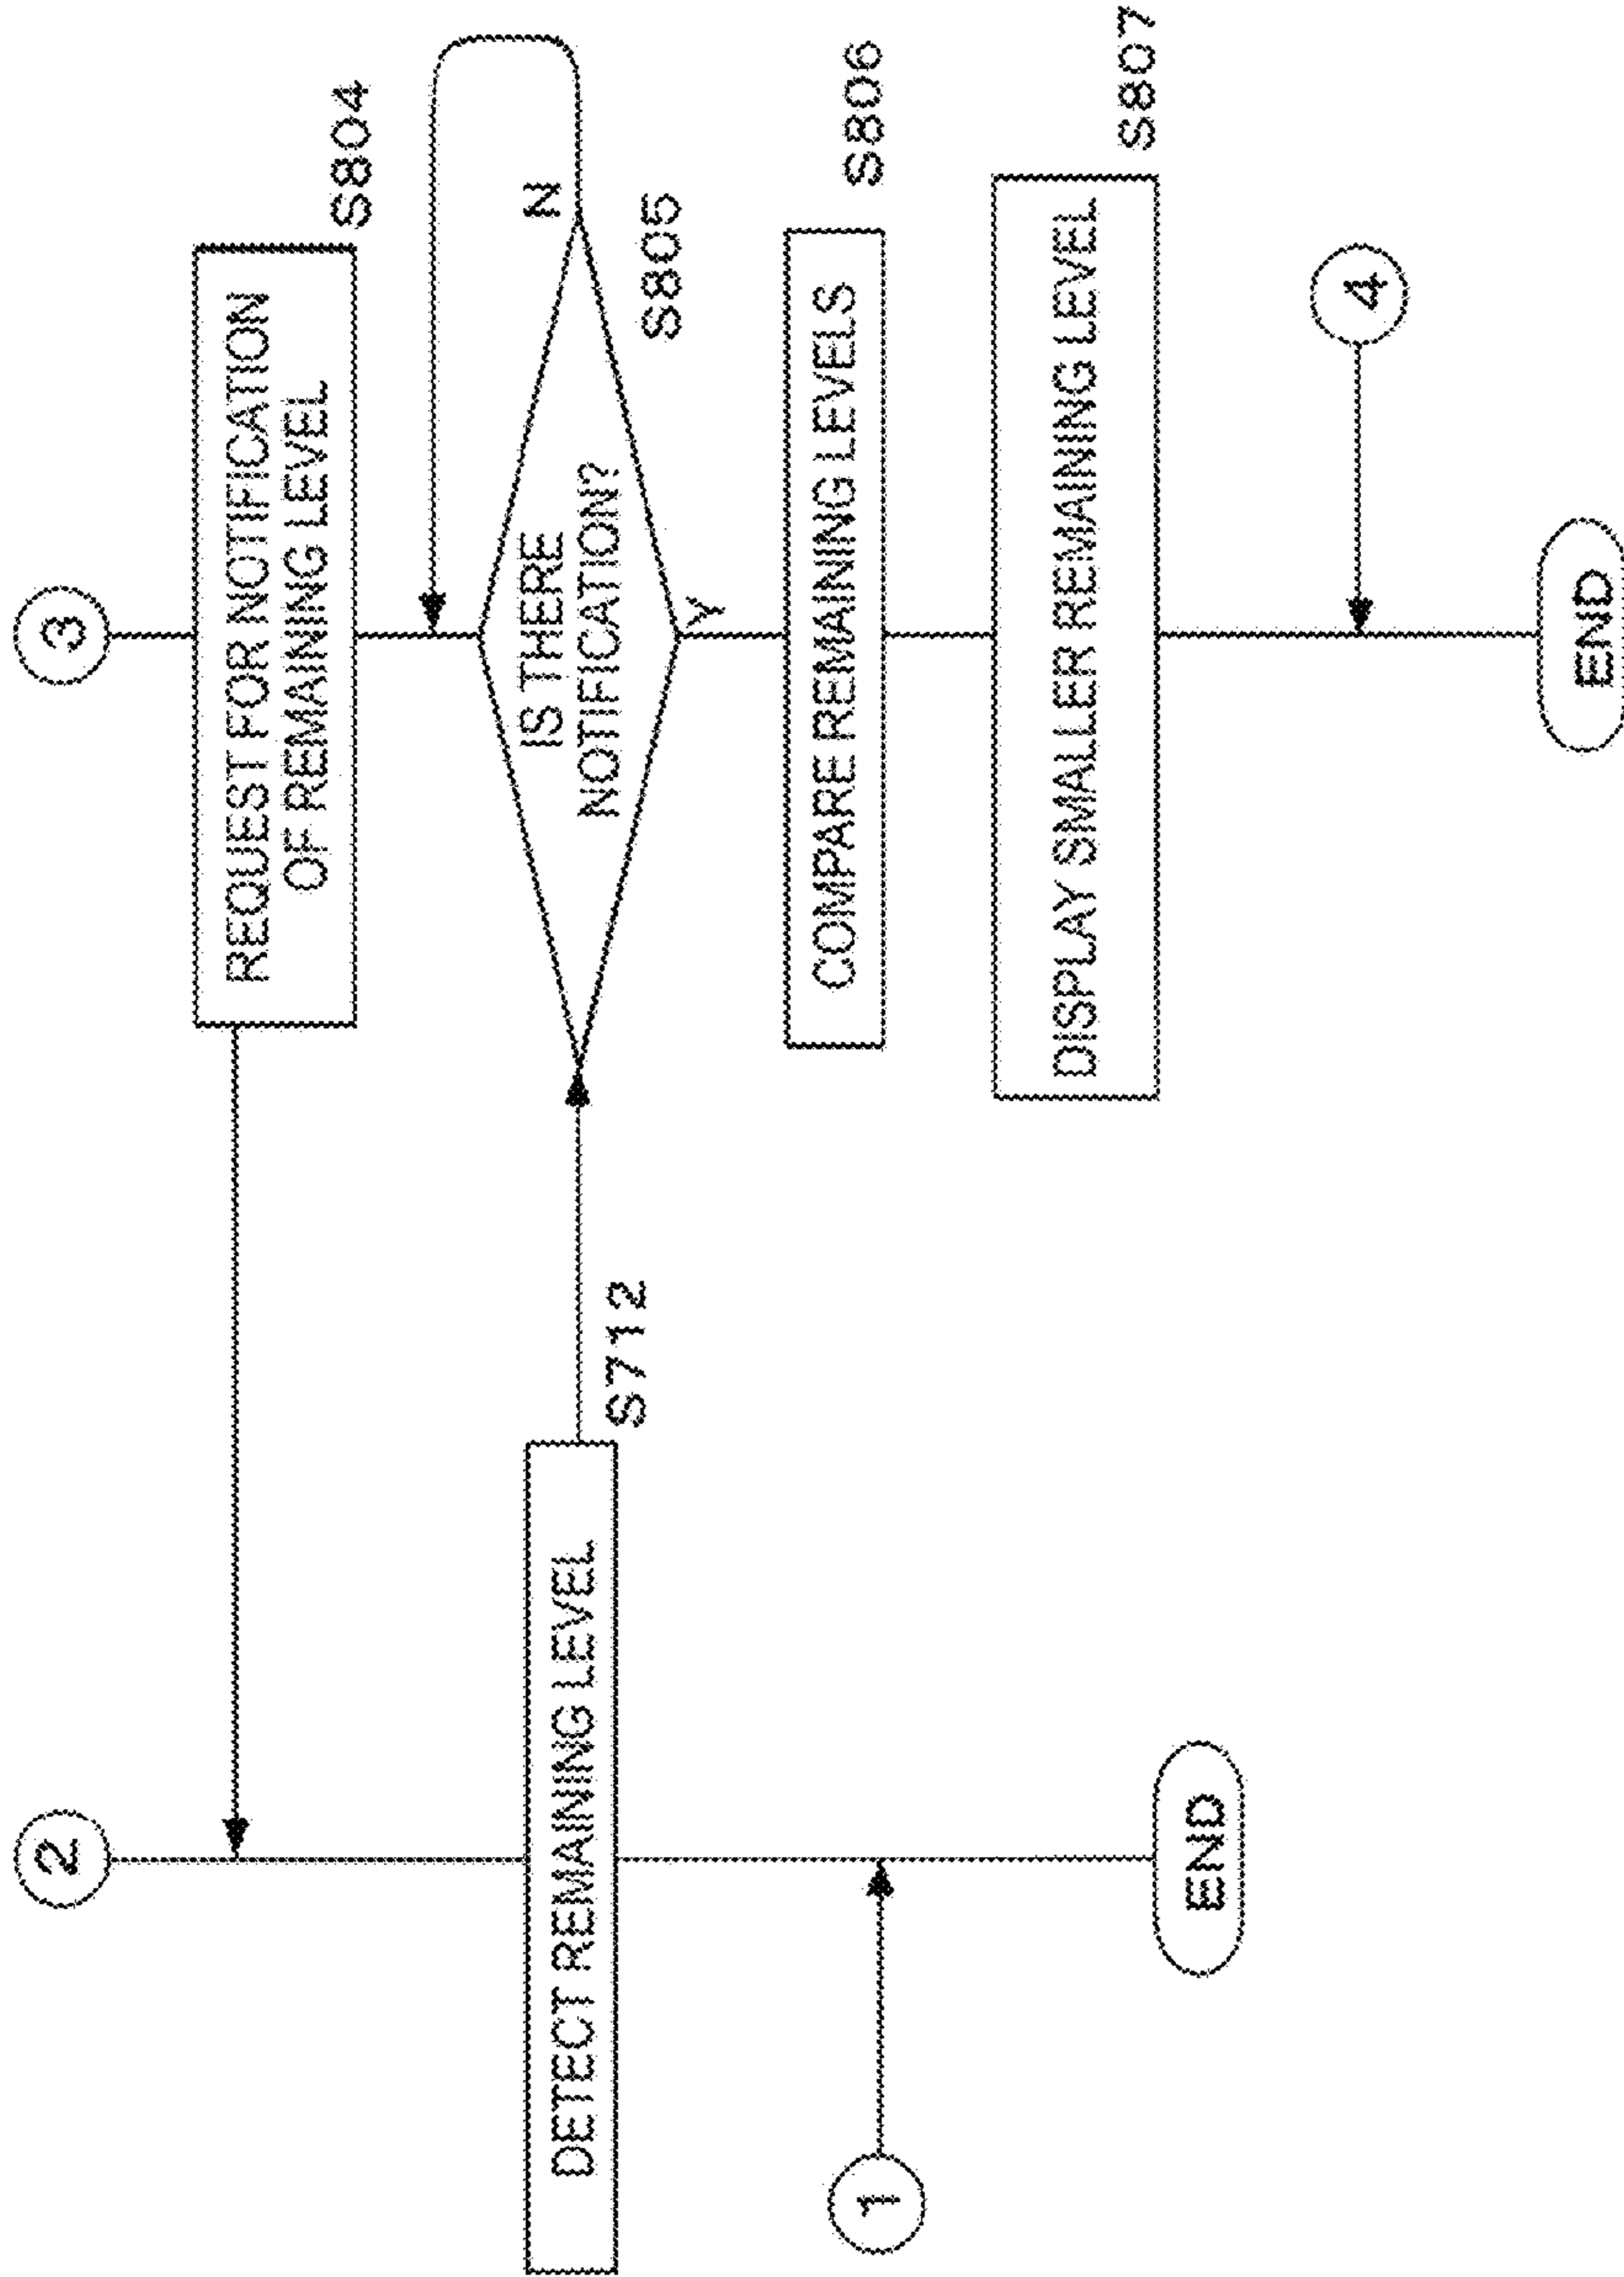 2
3
REQUEST FOR NOTIFICATION
OF REMAINING LEVEL
S804
N
IS THERE
NOTIFICATION?
S805
Y
DETECT REMAINING LEVEL
S712
COMPARE REMAINING LEVELS
S806
1
DISPLAY SMALLER REMAINING LEVEL
S807
END
4
END